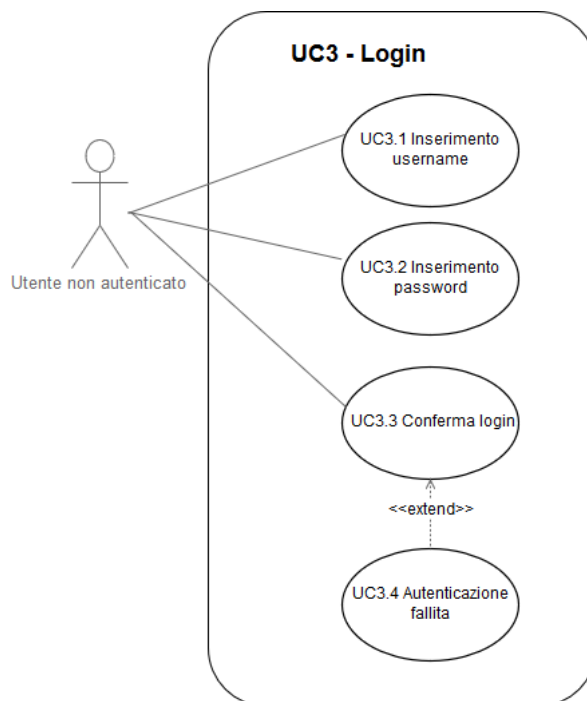 UC3 - Login
UC3.1 Inserimento
username
Utente non autenticato
UC3.2 Inserimento
password
UC3.3 Conferma login
<<extend>>
UC3.4 Autenticazione
fallita